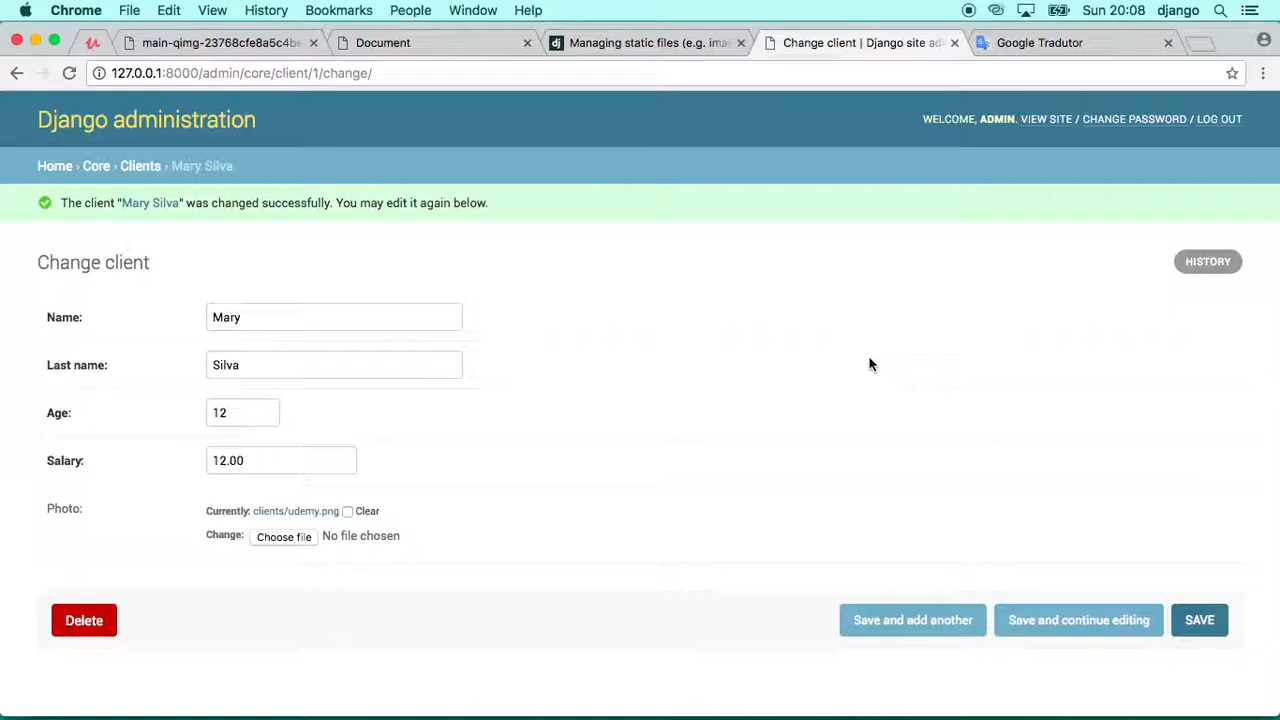 Chrome File Edit View History Bookmarks People Window Help Sun 20:08 django
main-qimg-23768cfe8a5c4be Document Managing static files (e.g. ima Change client | Django site ad Google Tradutor
127.0.0.1:8000/admin/core/client/1/change/
Django administration
WELCOME, ADMIN. VIEW SITE / CHANGE PASSWORD / LOG OUT
Home › Core › Clients › Mary Silva
The client "Mary Silva" was changed successfully. You may edit it again below.
Change client
HISTORY
Name: Mary
Last name: Silva
Age: 12
Salary: 12.00
Photo: Currently: clients/udemy.png Clear
Change: Choose file No file chosen
Delete Save and add another Save and continue editing SAVE